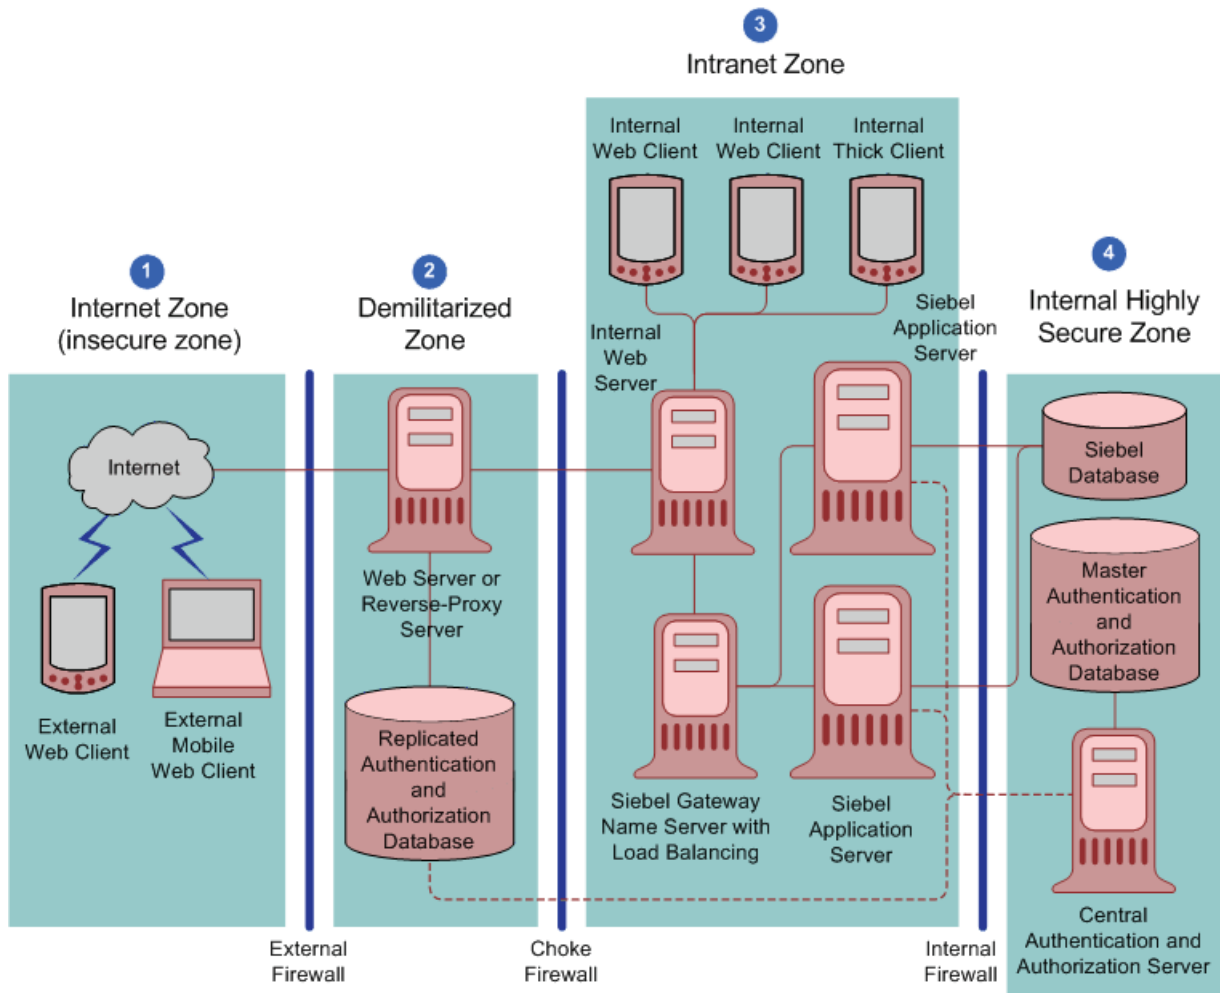 1
Internet Zone
(insecure zone)
Internet
External
Web Client
External
Mobile
Web Client
External
Firewall
2
Demilitarized
Zone
Web Server or
Reverse-Proxy
Server
Replicated
Authentication
and
Authorization
Database
Choke
Firewall
3
Intranet Zone
Internal
Web Client
Internal
Web Client
Internal
Thick Client
Internal
Web
Server
Siebel
Application
Server
Siebel Gateway
Name Server with
Load Balancing
Siebel
Application
Server
Internal
Firewall
4
Internal Highly
Secure Zone
Siebel
Database
Master
Authentication
and
Authorization
Database
Central
Authentication and
Authorization Server